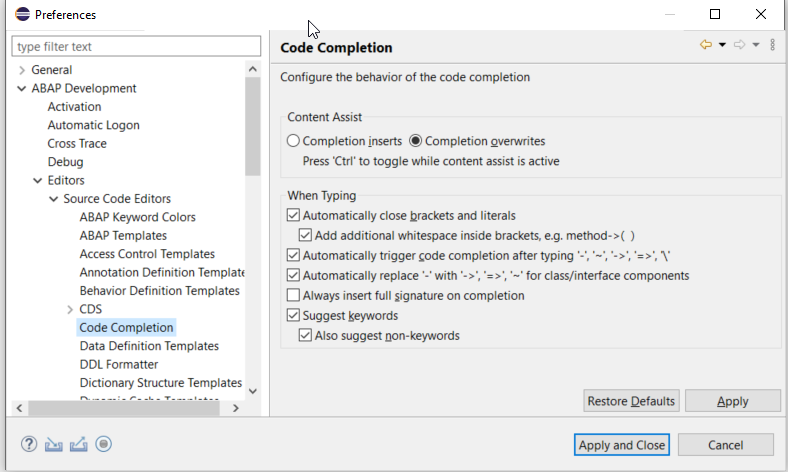 Preferences
type filter text
General
ABAP Development
Activation
Automatic Logon
Cross Trace
Debug
Editors
Source Code Editors
ABAP Keyword Colors
ABAP Templates
Access Control Templates
Annotation Definition Template
Behavior Definition Templates
CDS
Code Completion
Data Definition Templates
DDL Formatter
Dictionary Structure Templates
Dynamic Cache Templates
Code Completion
Configure the behavior of the code completion
Content Assist
Completion inserts
Completion overwrites
Press 'Ctrl' to toggle while content assist is active
When Typing
Automatically close brackets and literals
Add additional whitespace inside brackets, e.g. method->( )
Automatically trigger code completion after typing '-', '~', '->', '=>', '\'
Automatically replace '-' with '->', '=>', '~' for class/interface components
Always insert full signature on completion
Suggest keywords
Also suggest non-keywords
Restore Defaults
Apply
?
Apply and Close
Cancel